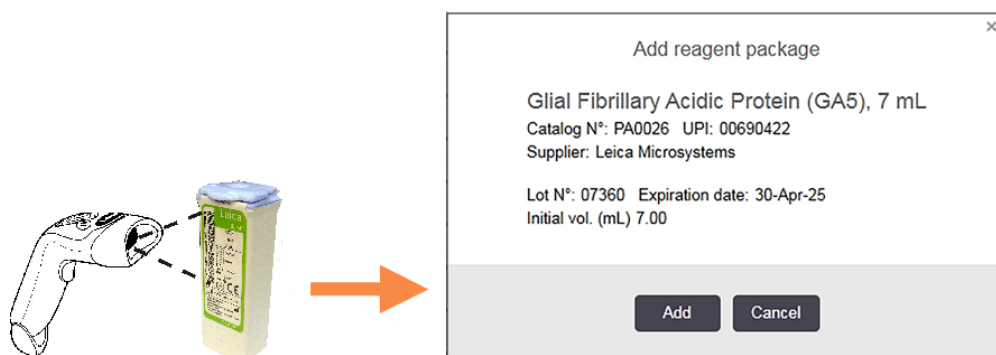 Leica
CE
Add reagent package
×
Glial Fibrillary Acidic Protein (GA5), 7 mL
Catalog N°: PA0026 UPI: 00690422
Supplier: Leica Microsystems
Lot N°: 07360 Expiration date: 30-Apr-25
Initial vol. (mL) 7.00
Add
Cancel